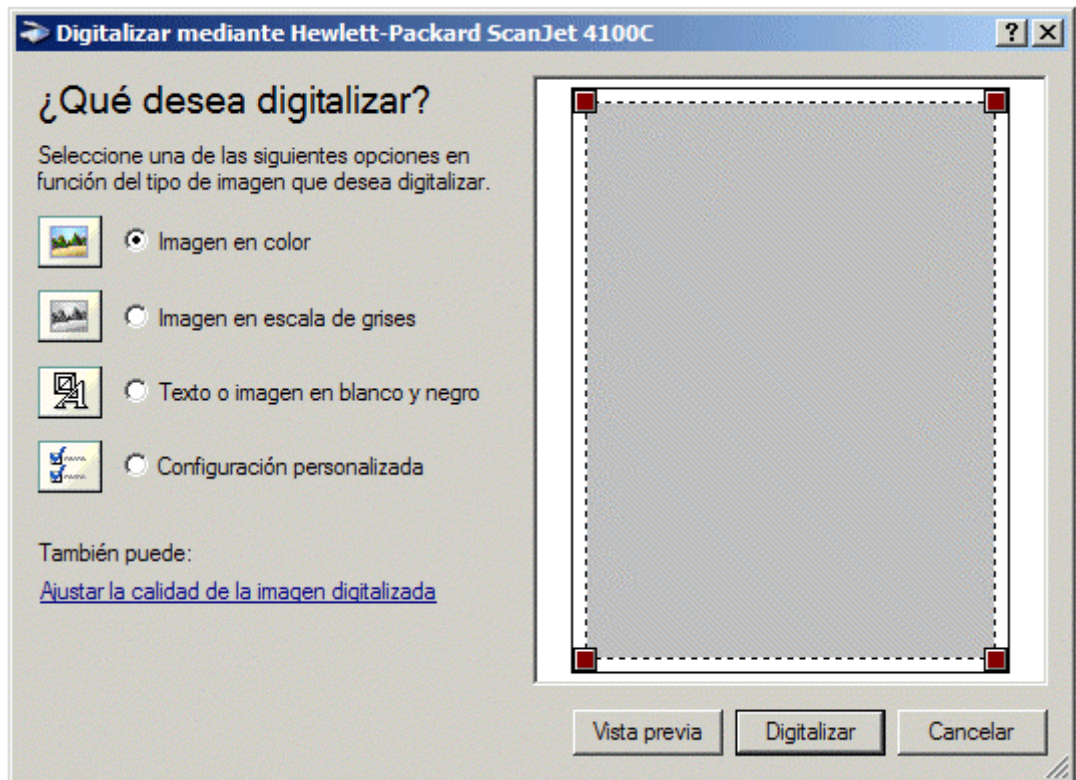 Digitalizar mediante Hewlett-Packard ScanJet 4100C
¿Qué desea digitalizar?
Seleccione una de las siguientes opciones en
función del tipo de imagen que desea digitalizar.
Imagen en color
Imagen en escala de grises
Texto o imagen en blanco y negro
Configuración personalizada
También puede:
Ajustar la calidad de la imagen digitalizada
Vista previa
Digitalizar
Cancelar